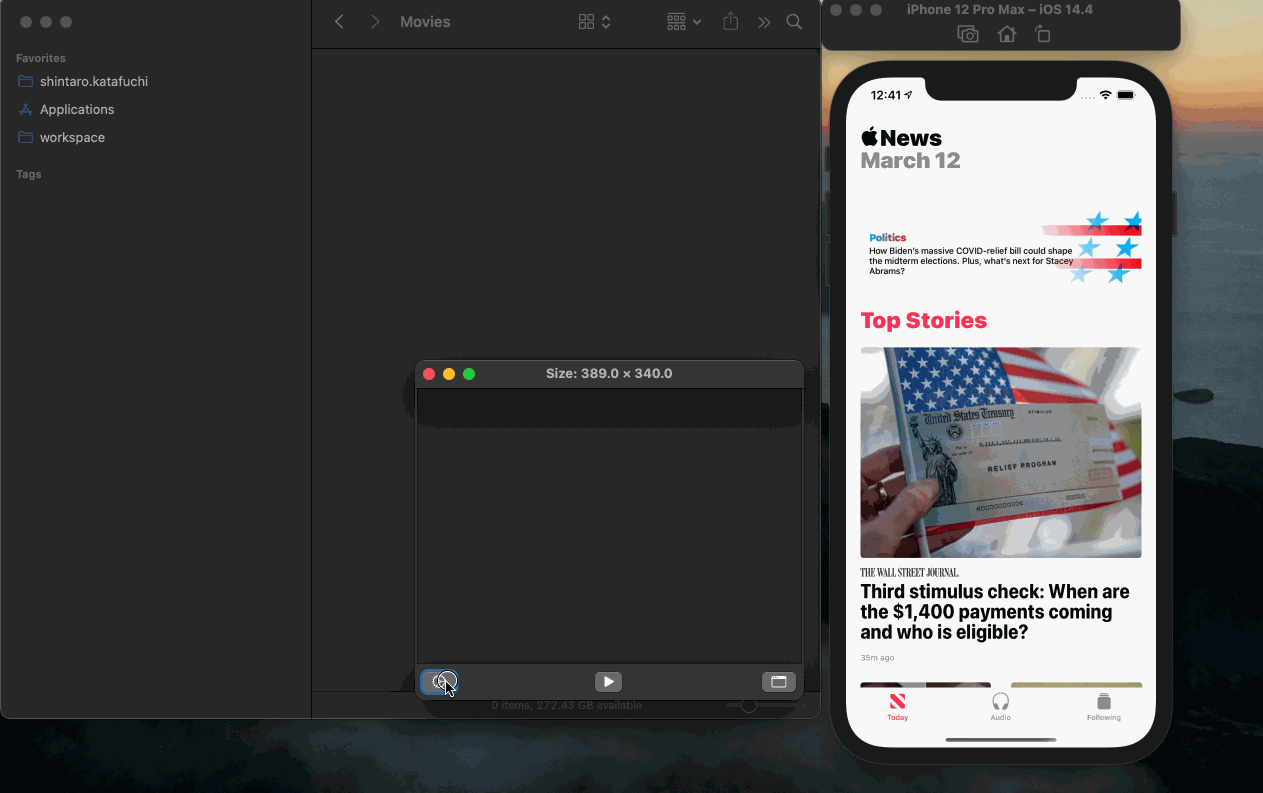 Movies
Favorites
shintaro.katafuchi
Applications
workspace
Tags
Size: 389.0 × 340.0
0 items, 272.43 GB available
iPhone 12 Pro Max – iOS 14.4
12:41
News
March 12
Politics
How Biden's massive COVID-relief bill could shape
the midterm elections. Plus, what's next for Stacey
Abrams?
Top Stories
United States Treasury
STIMULUS
RELIEF PROGRAM
THE WALL STREET JOURNAL.
Third stimulus check: When are
the $1,400 payments coming
and who is eligible?
35m ago
Today
Audio
Following